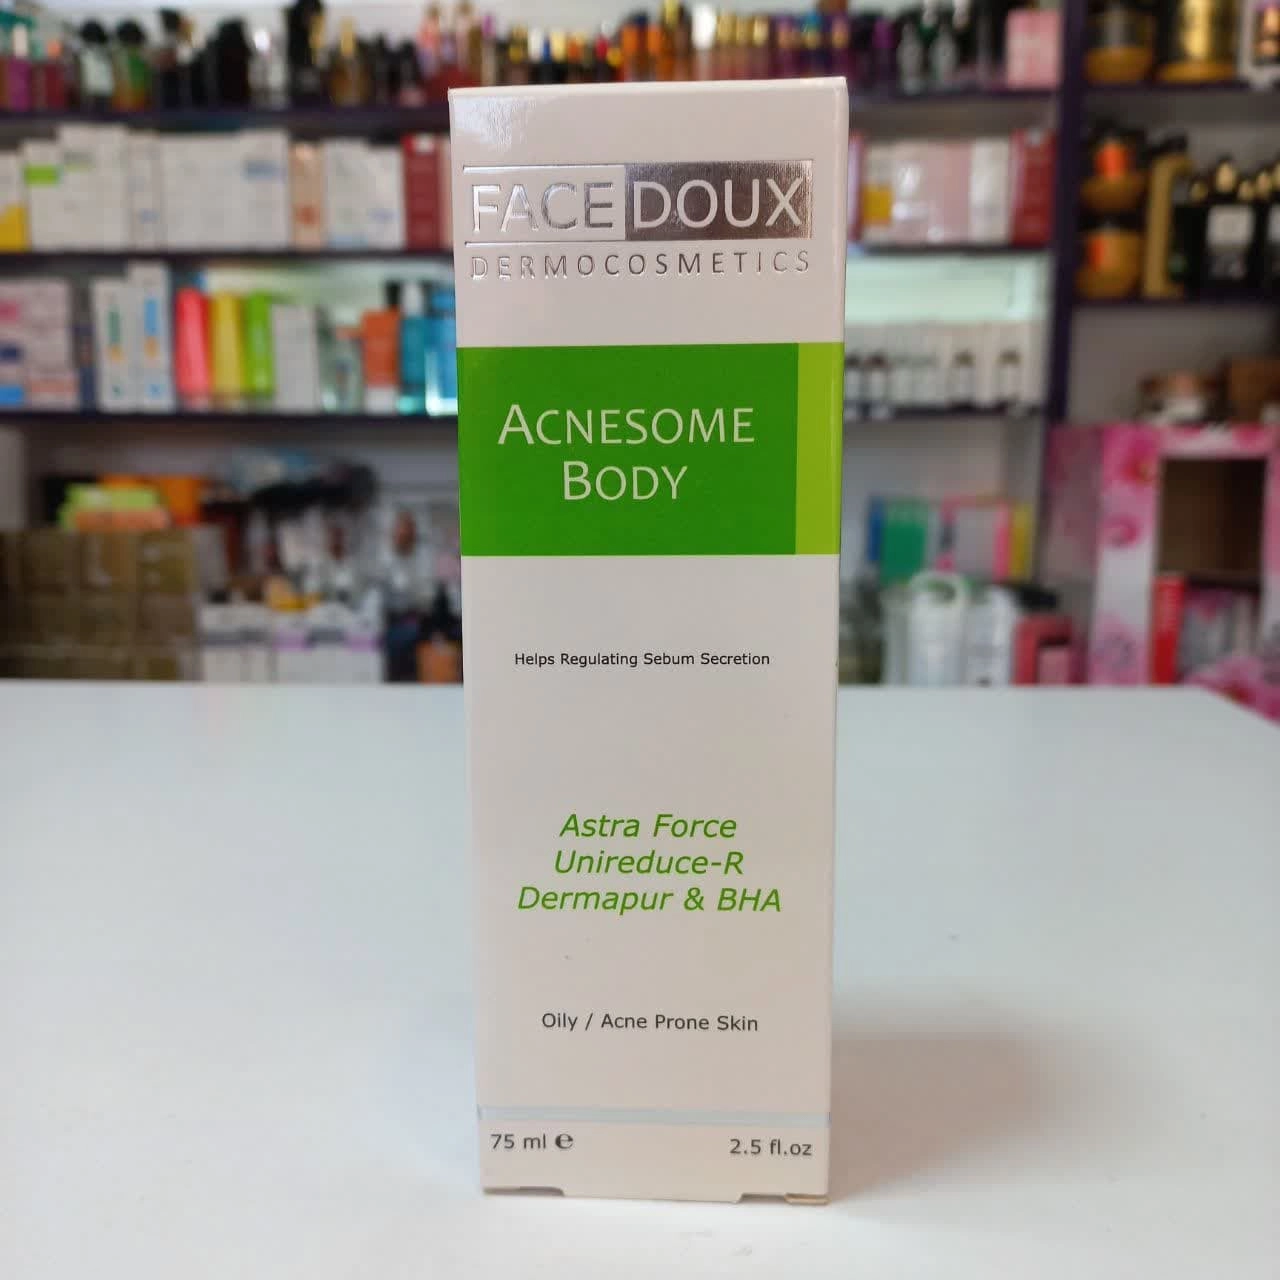 FACEDOUX
DERMOCOSMETICS
ACNESOME
BODY
Helps Regulating Sebum Secretion
Astra Force
Unireduce-R
Dermapur & BHA
Oily / Acne Prone Skin
75 ml ℮ 2.5 fl.oz